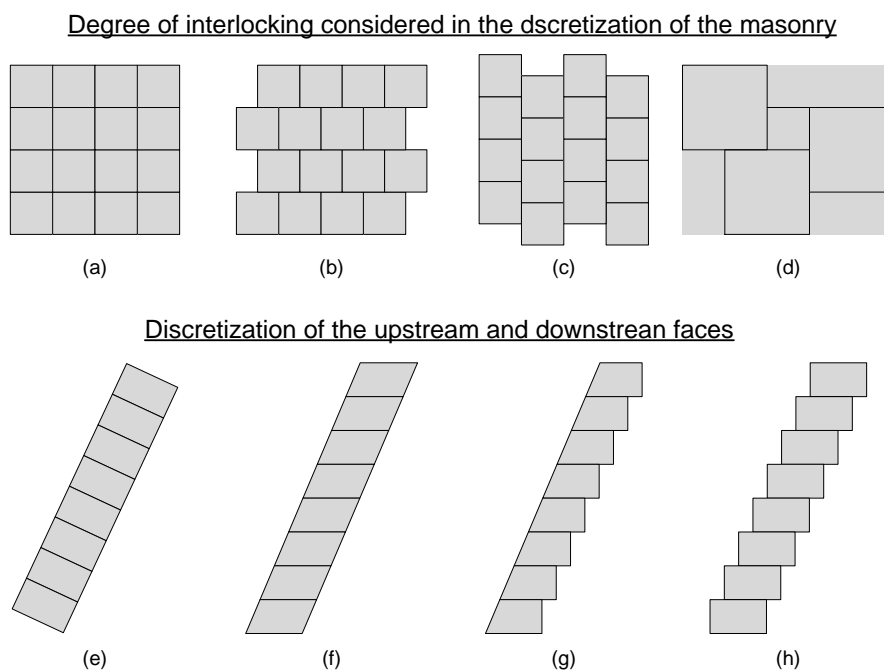 Degree of interlocking considered in the dscretization of the masonry
(a)
(b)
(c)
(d)
Discretization of the upstream and downstrean faces
(e)
(f)
(g)
(h)